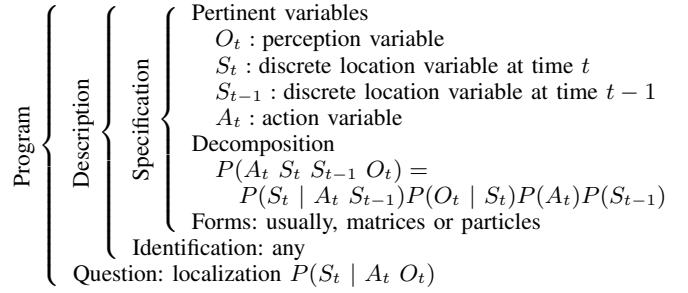 Program
Description
Specification
Pertinent variables
O_t : perception variable
S_t : discrete location variable at time t
S_{t−1} : discrete location variable at time t − 1
A_t : action variable
Decomposition
P(A_t S_t S_{t−1} O_t) =
P(S_t | A_t S_{t−1})P(O_t | S_t)P(A_t)P(S_{t−1})
Forms: usually, matrices or particles
Identification: any
Question: localization P(S_t | A_t O_t)